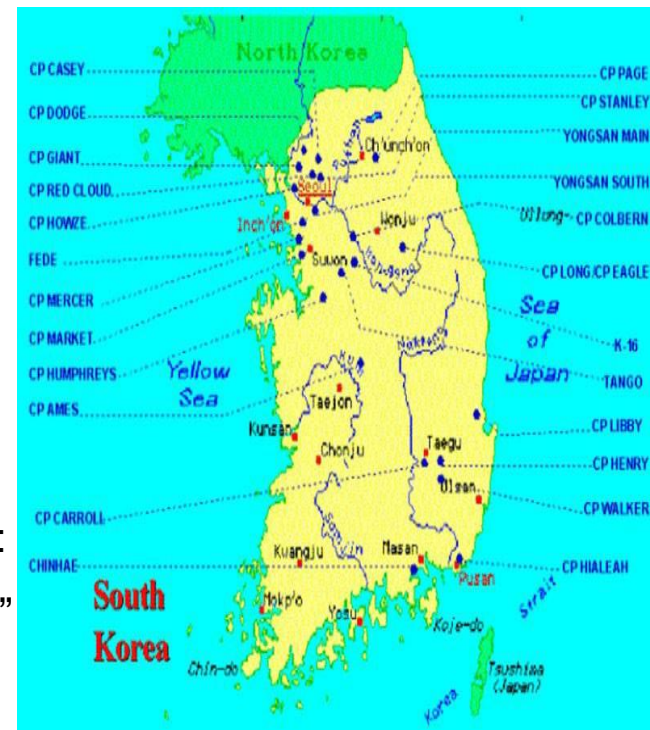 North Korea
CP CASEY
CP DODGE
CP GIANT
CP RED CLOUD
CP HOWZE
FEDE
CP MERCER
CP MARKET
CP HUMPHREYS
CP AMES
CP CARROLL
CHINHAE
CP PAGE
CP STANLEY
YONGSAN MAIN
YONGSAN SOUTH
Ullung-
CP COLBERN
CP LONG/CP EAGLE
K-16
TANGO
CP LIBBY
CP HENRY
CP WALKER
CP HIALEAH
Ch'unch'on
Seoul
Inch'on
Wonju
Suwon
Sea
of
Japan
Yellow
Sea
Naktong
Kum
Taejon
Kunsan
Chonju
Taegu
Ulsan
Kuangju
Masan
Pusan
Mokp'o
Yosu
Koje-do
Chin-do
South
Korea
Korea
Strait
Tsushima
(Japan)
:
”